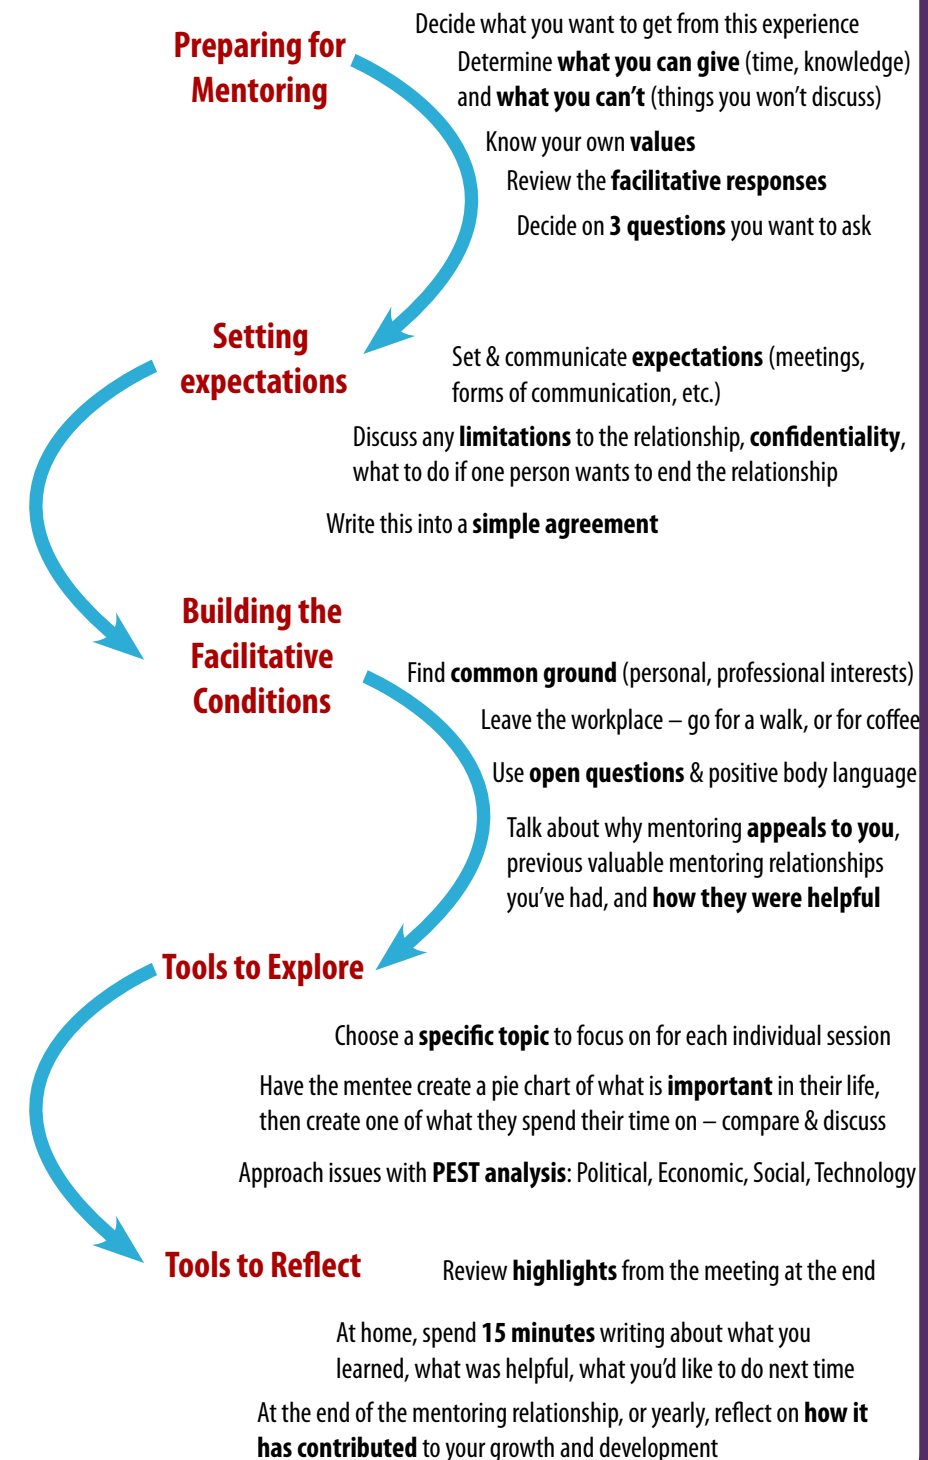 Preparing for
Mentoring
Decide what you want to get from this experience
Determine what you can give (time, knowledge)
and what you can't (things you won't discuss)
Know your own values
Review the facilitative responses
Decide on 3 questions you want to ask
Setting
expectations
Set & communicate expectations (meetings,
forms of communication, etc.)
Discuss any limitations to the relationship, confidentiality,
what to do if one person wants to end the relationship
Write this into a simple agreement
Building the
Facilitative
Conditions
Find common ground (personal, professional interests)
Leave the workplace – go for a walk, or for coffee
Use open questions & positive body language
Talk about why mentoring appeals to you,
previous valuable mentoring relationships
you've had, and how they were helpful
Tools to Explore
Choose a specific topic to focus on for each individual session
Have the mentee create a pie chart of what is important in their life,
then create one of what they spend their time on – compare & discuss
Approach issues with PEST analysis: Political, Economic, Social, Technology
Tools to Reflect
Review highlights from the meeting at the end
At home, spend 15 minutes writing about what you
learned, what was helpful, what you'd like to do next time
At the end of the mentoring relationship, or yearly, reflect on how it
has contributed to your growth and development